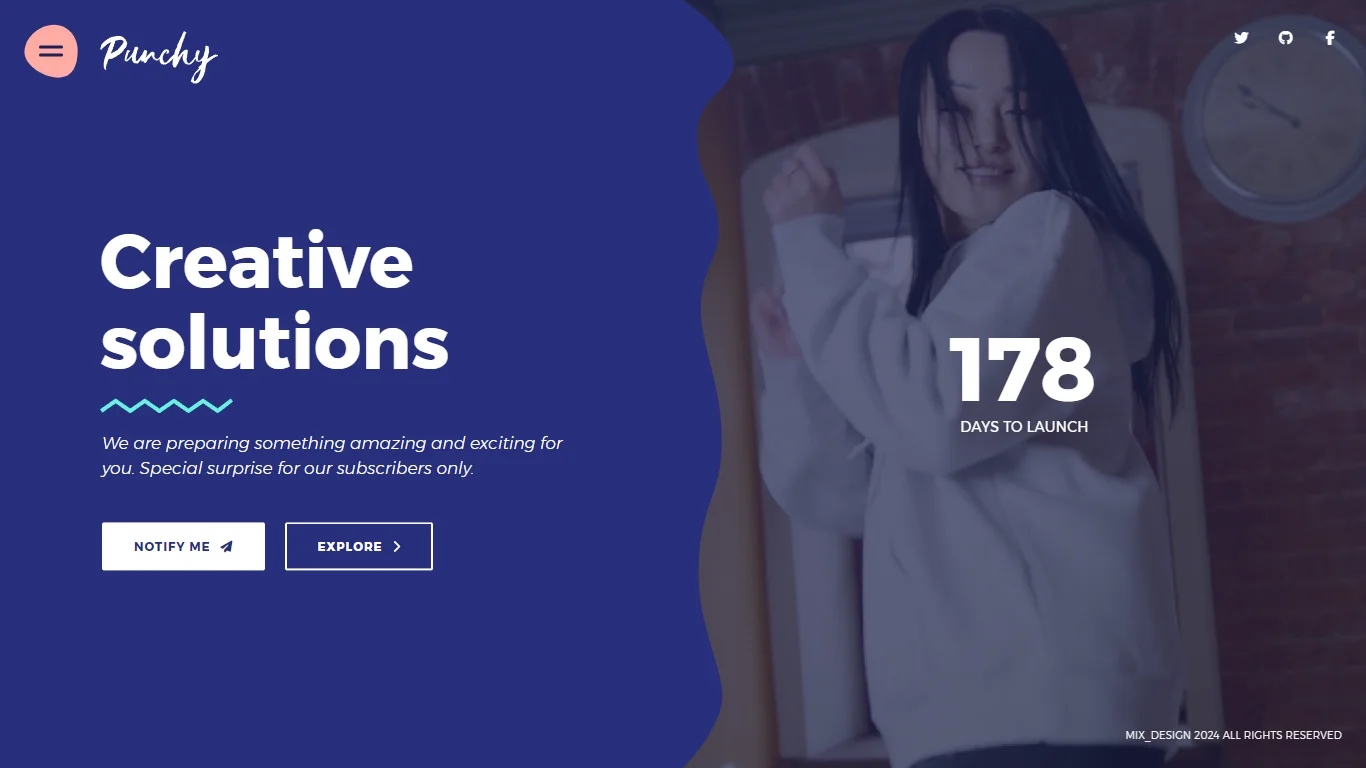 Punchy
Creative
solutions
We are preparing something amazing and exciting for
you. Special surprise for our subscribers only.
NOTIFY ME
EXPLORE
178
DAYS TO LAUNCH
MIX_DESIGN 2024 ALL RIGHTS RESERVED